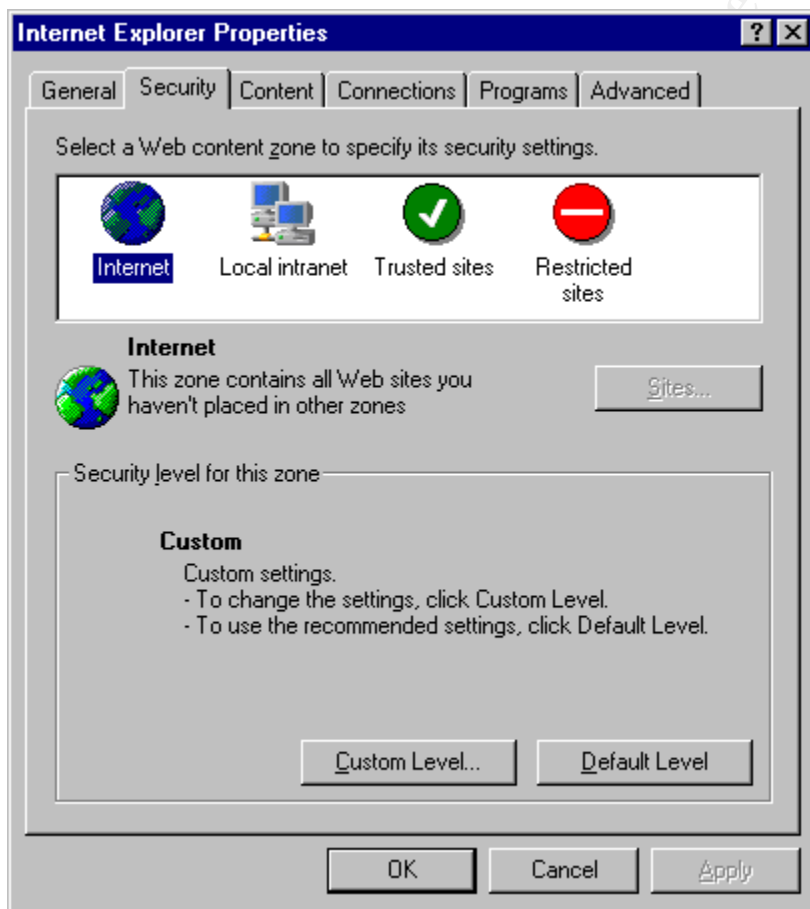 Internet Explorer Properties
General Security Content Connections Programs Advanced
Select a Web content zone to specify its security settings.
Internet Local intranet Trusted sites Restricted sites
Internet
This zone contains all Web sites you
haven't placed in other zones
Sites...
Security level for this zone
Custom
Custom settings.
- To change the settings, click Custom Level.
- To use the recommended settings, click Default Level.
Custom Level... Default Level
OK Cancel Apply